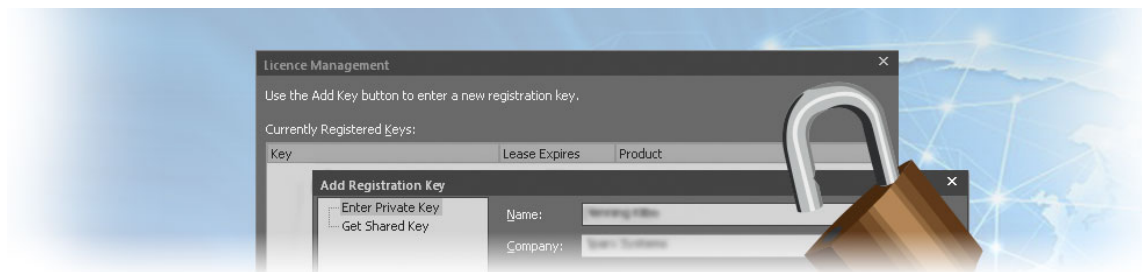 Licence Management
Use the Add Key button to enter a new registration key.
Currently Registered Keys:
Key Lease Expires Product
Add Registration Key
Enter Private Key
Get Shared Key
Name:
Company: